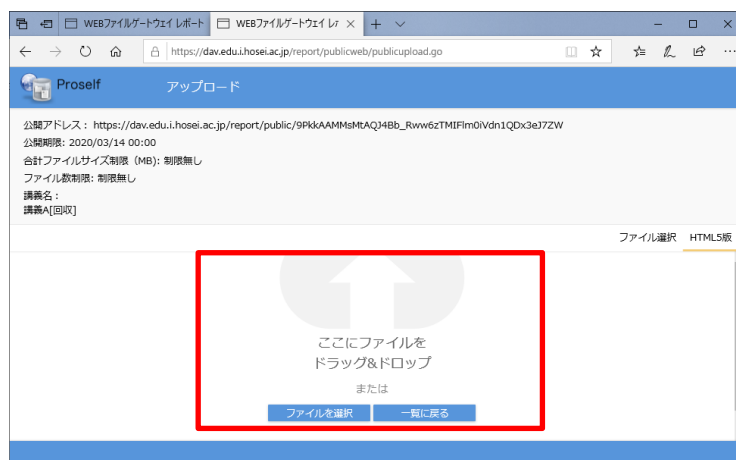 WEBファイルゲートウェイ レポート
WEBファイルゲートウェイ レァ
https://dav.edu.i.hosei.ac.jp/report/publicweb/publicupload.go
Proself
アップロード
公開アドレス： https://dav.edu.i.hosei.ac.jp/report/public/9PkkAAMMsMtAQJ4Bb_Rww6zTMIFlm0iVdn1QDx3eJ7ZW
公開期限: 2020/03/14 00:00
合計ファイルサイズ制限（MB): 制限無し
ファイル数制限: 制限無し
講義名：
講義A[回収]
ファイル選択 HTML5版
ここにファイルを
ドラッグ&ドロップ
または
ファイルを選択 一覧に戻る